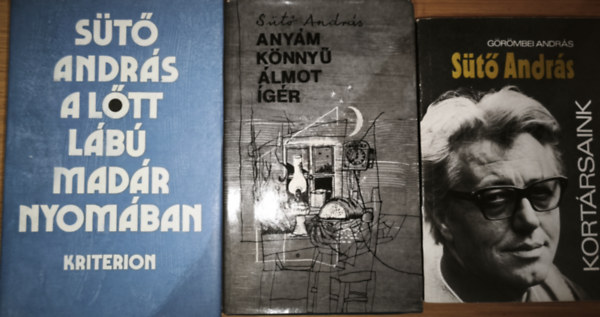 SÜTŐ
ANDRÁS
A LŐTT
LÁBÚ
MADÁR
NYOMÁBAN
KRITERION
Sütő András
ANYÁM
KÖNNYŰ
ÁLMOT
ÍGÉR
GÖRÖMBEI ANDRÁS
Sütő András
KORTÁRSAINK